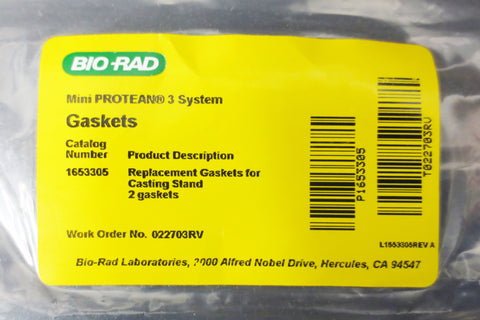 BIO-RAD
Mini PROTEAN® 3 System
Gaskets
Catalog
Number Product Description
1653305 Replacement Gaskets for
Casting Stand
2 gaskets
Work Order No. 022703RV
P1653305
T022703RU
L1653305REV A
Bio-Rad Laboratories, 2000 Alfred Nobel Drive, Hercules, CA 94547